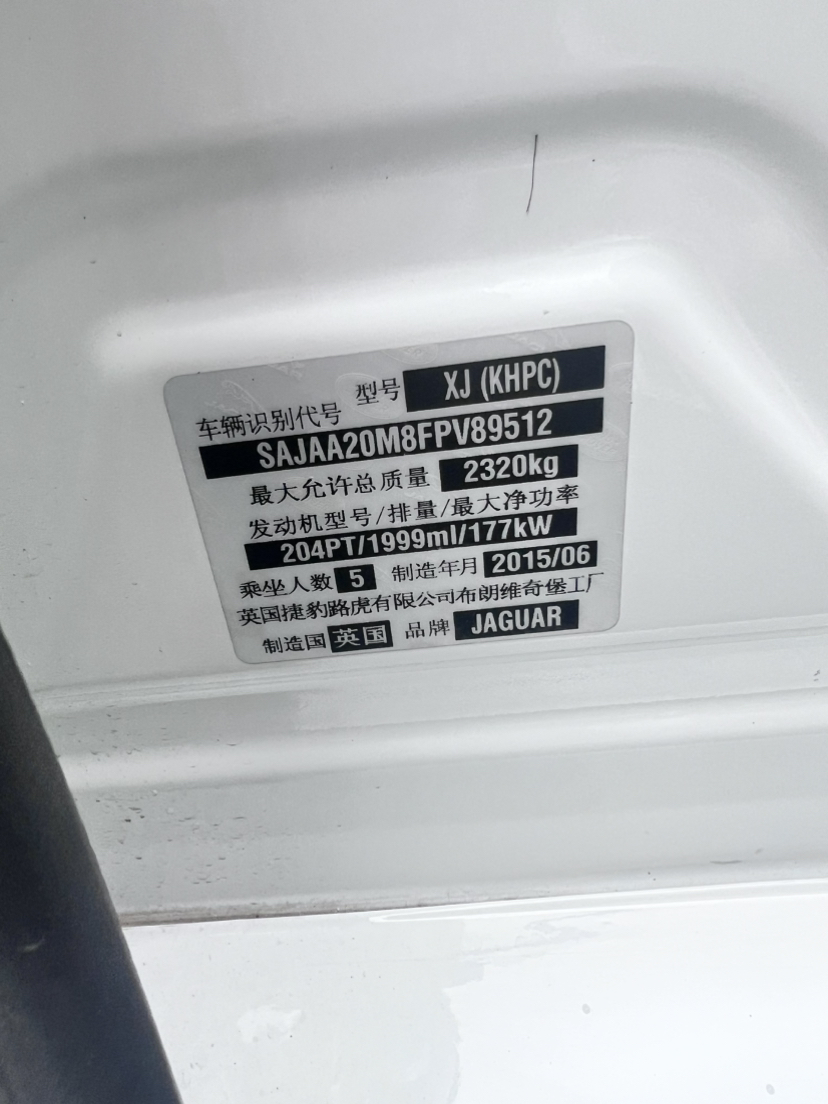 型号 XJ (KHPC)
车辆识别代号
SAJAA20M8FPV89512
最大允许总质量 2320kg
发动机型号/排量/最大净功率
204PT/1999ml/177kW
乘坐人数 5 制造年月 2015/06
英国捷豹路虎有限公司布朗维奇堡工厂
制造国 英国 品牌 JAGUAR